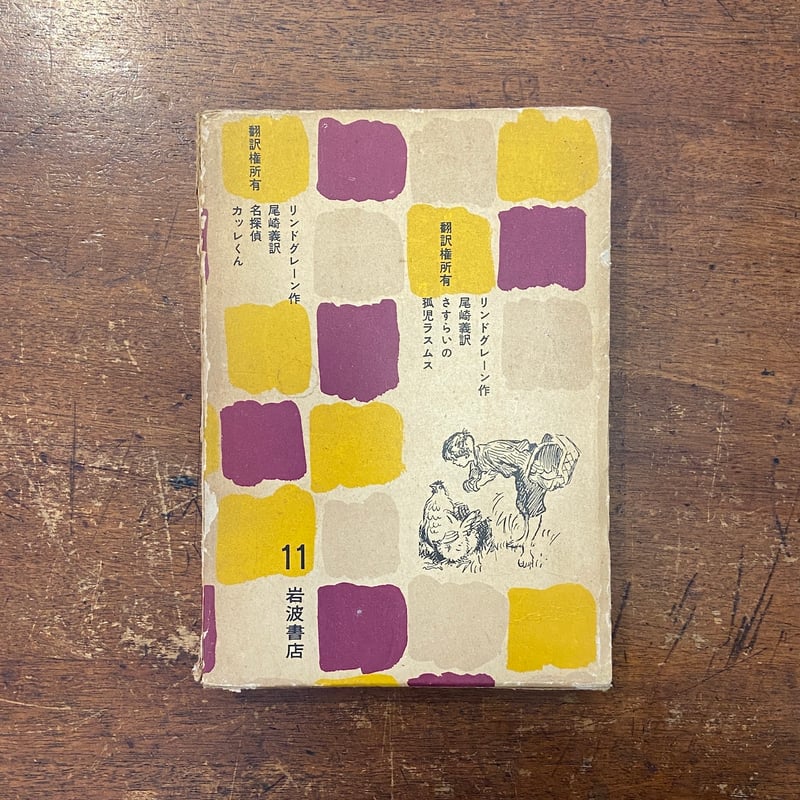 翻訳権所有
リンドグレーン作
尾崎義訳
名探偵
カッレくん
翻訳権所有
リンドグレーン作
尾崎義訳
さすらいの
孤児ラスムス
11
岩波書店